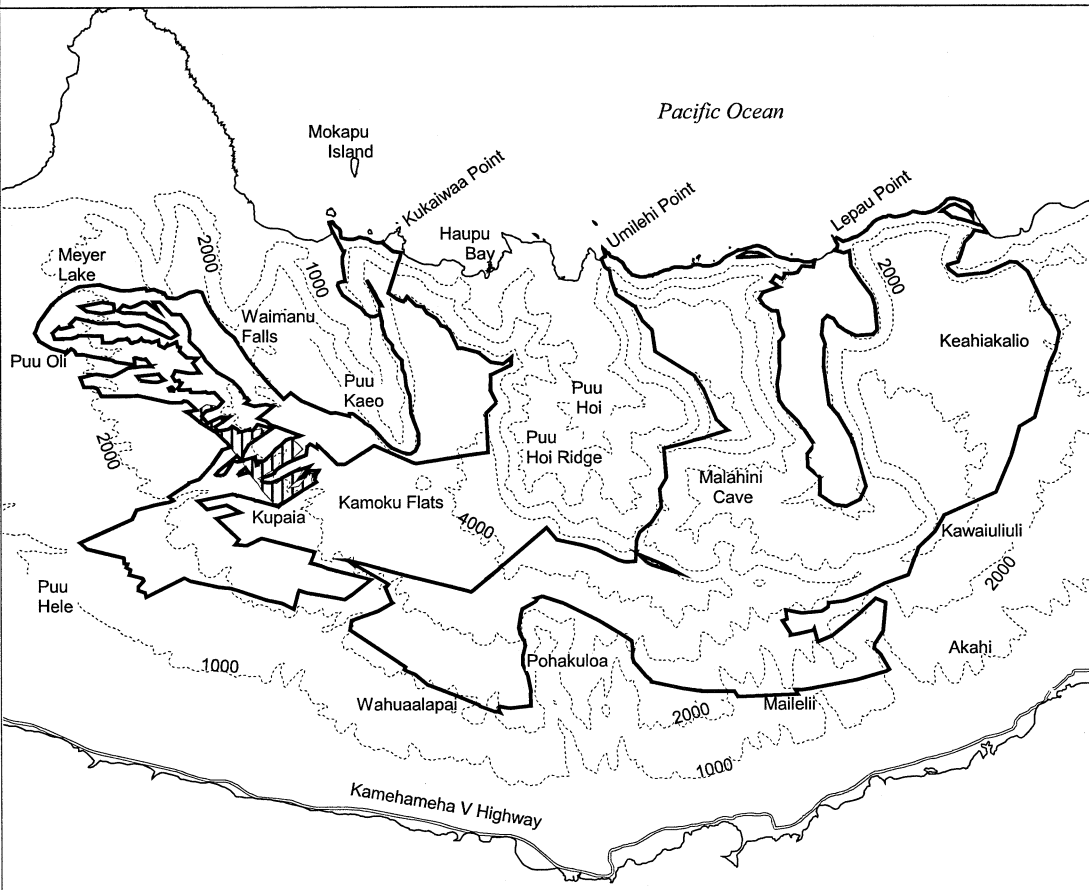 Pacific Ocean
Mokapu
Island
Kukaiwaa Point
Haupu
Bay
Umilehi Point
Lepau Point
Meyer
Lake
2000
1000
2000
Waimanu
Falls
Keahiakalio
Puu Oli
Puu
Kaeo
Puu
Hoi
Puu
Hoi Ridge
2000
Malahini
Cave
Kamoku Flats
Kupaia
4000
Kawaiuliuli
2000
Puu
Hele
1000
Pohakuloa
Akahi
Wahuaalapai
2000
Mailelii
1000
Kamehameha V Highway